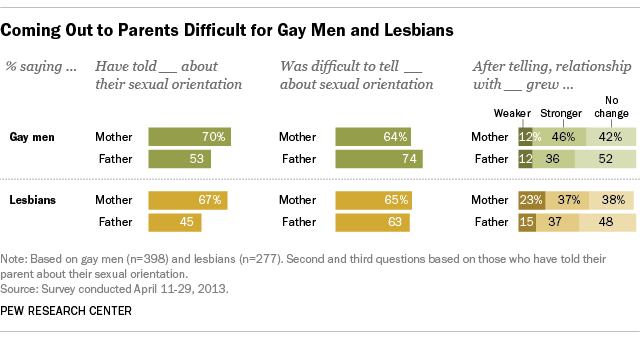 Coming Out to Parents Difficult for Gay Men and Lesbians
% saying ... Have told __ about their sexual orientation
Was difficult to tell __ about sexual orientation
After telling, relationship with __ grew ...
Weaker Stronger No change
Gay men Mother 70% Mother 64% Mother 12% 46% 42%
Father 53 Father 74 Father 12 36 52
Lesbians Mother 67% Mother 65% Mother 23% 37% 38%
Father 45 Father 63 Father 15 37 48
Note: Based on gay men (n=398) and lesbians (n=277). Second and third questions based on those who have told their
parent about their sexual orientation.
Source: Survey conducted April 11-29, 2013.
PEW RESEARCH CENTER